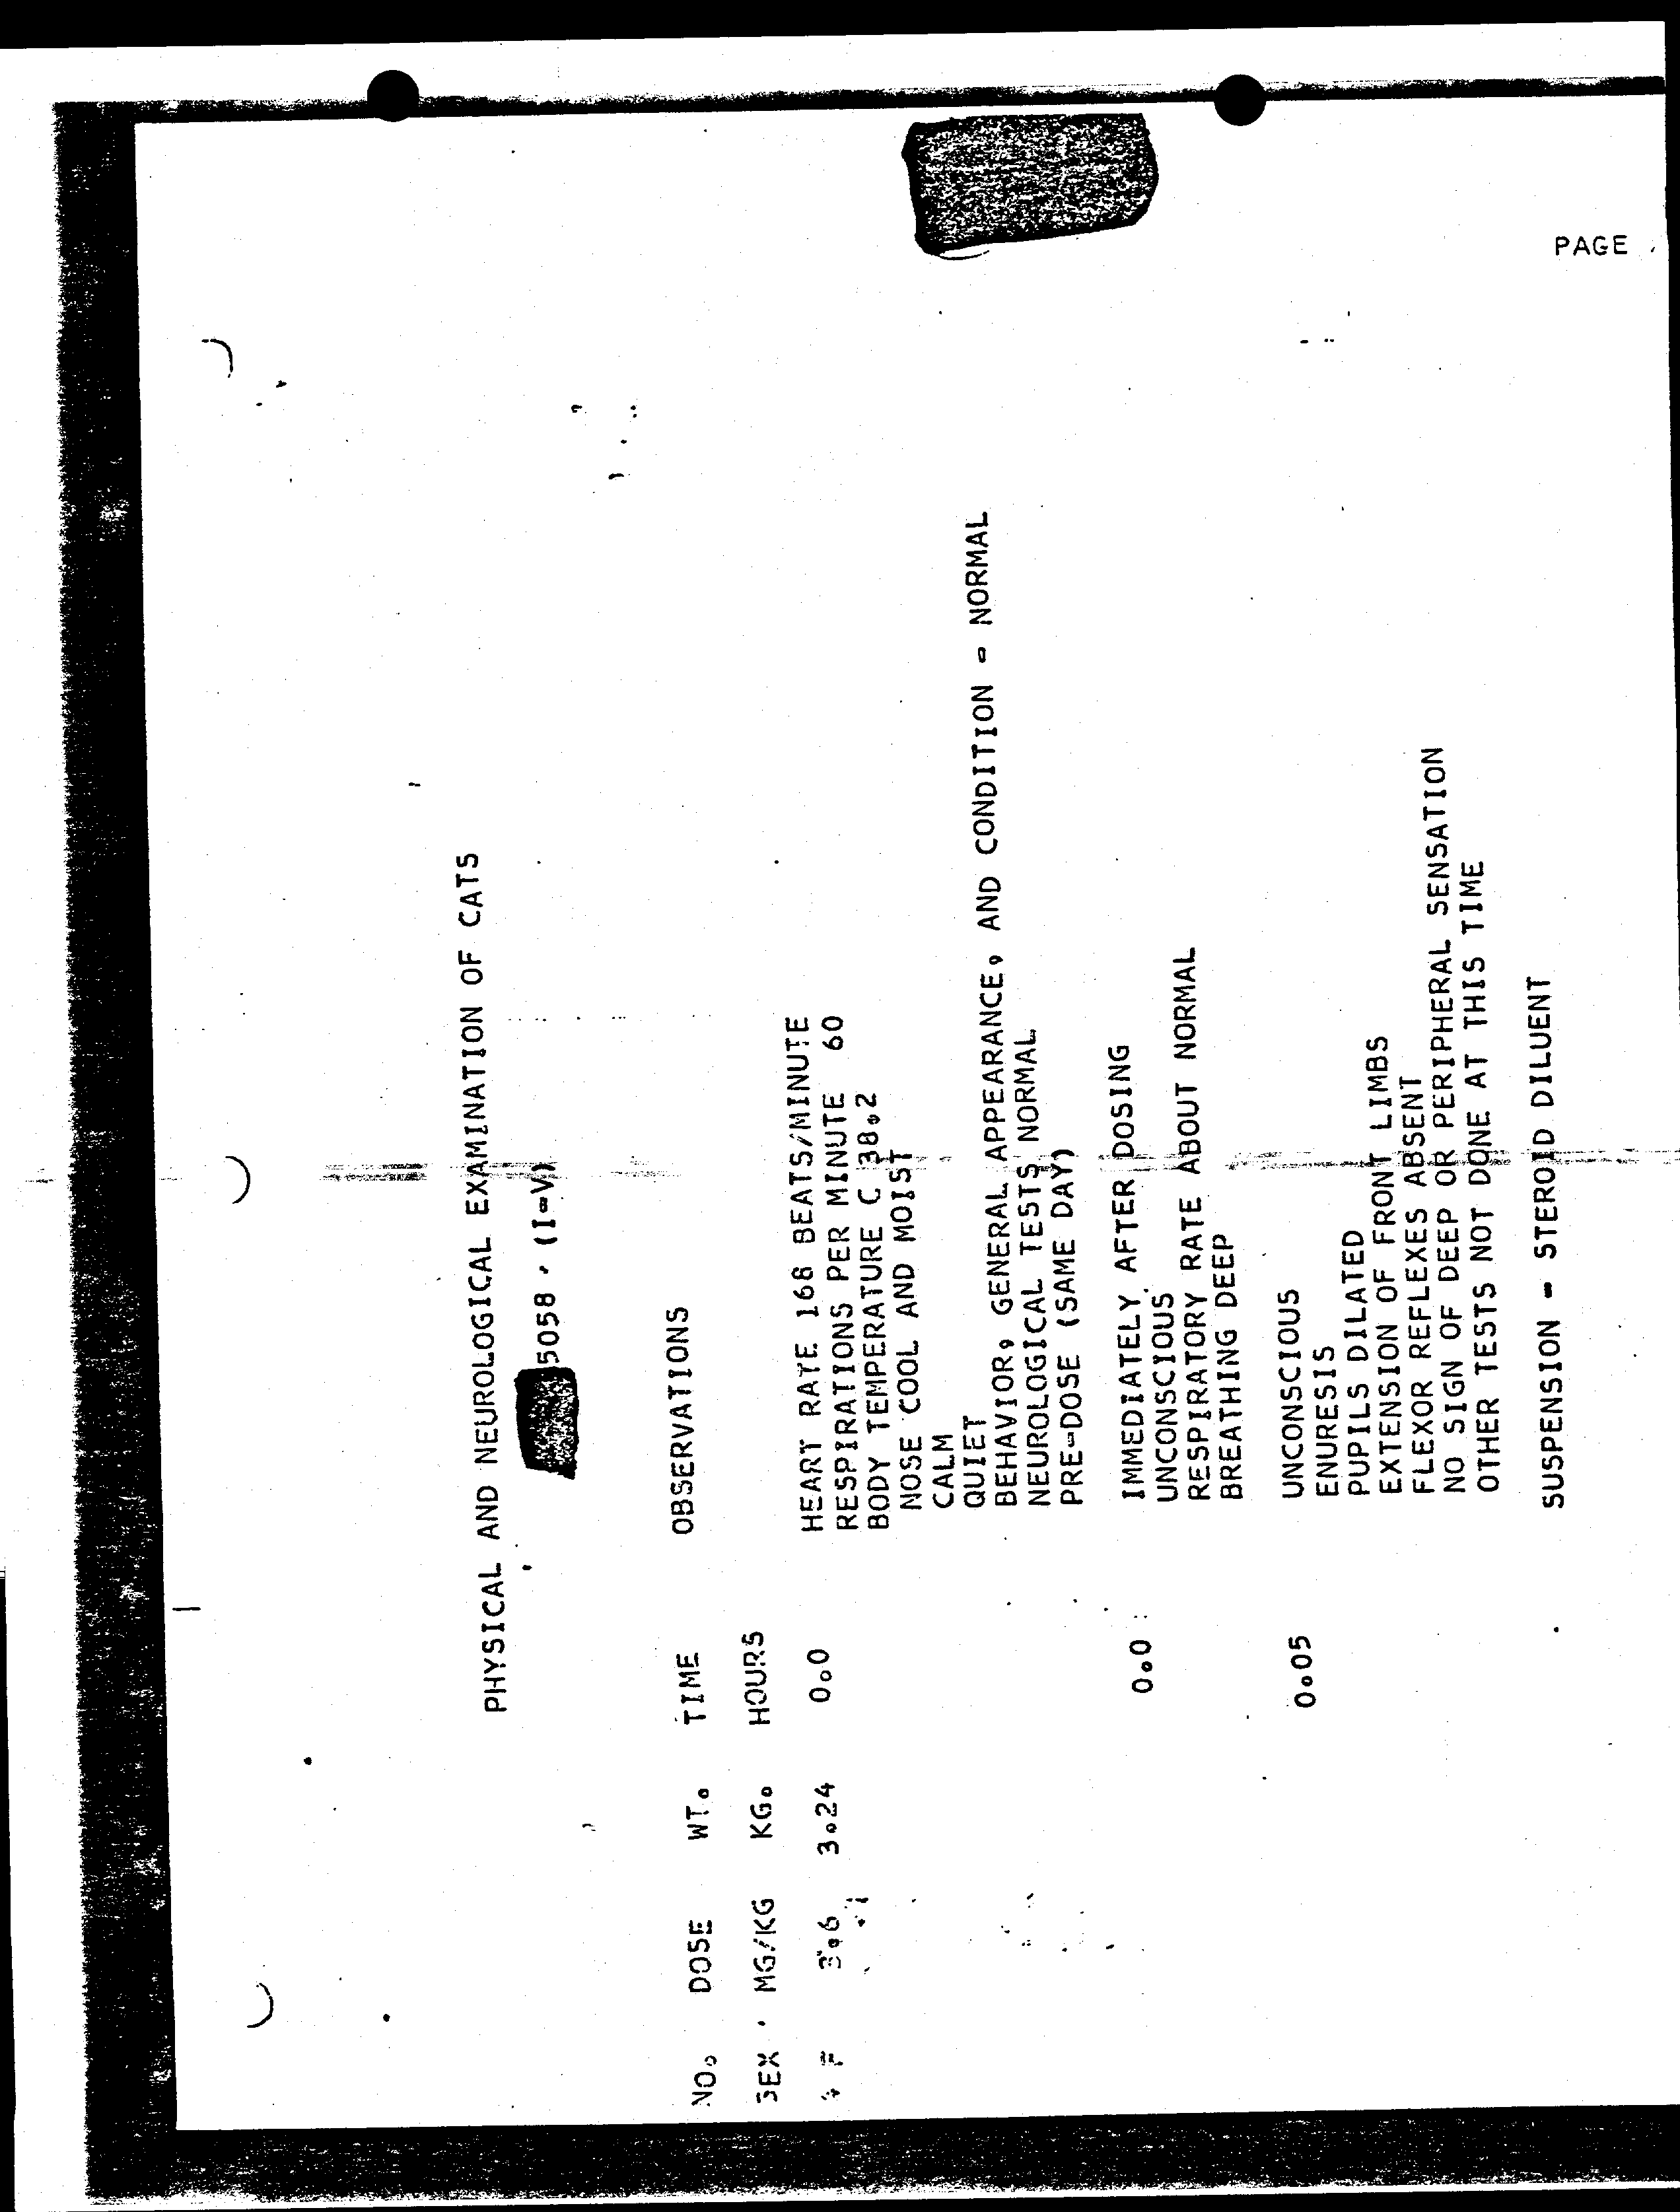 PHYSICAL AND NEUROLOGICAL EXAMINATION OF CATS
5058 (I-V)
NO. DOSE WT. TIME OBSERVATIONS
SEX MG/KG KG. HOURS
F 3.6 3.24 0.0 HEART RATE 168 BEATS/MINUTE
RESPIRATIONS PER MINUTE 60
BODY TEMPERATURE C 38.2
NOSE COOL AND MOIST
CALM
QUIET
BEHAVIOR, GENERAL APPEARANCE, AND CONDITION - NORMAL
NEUROLOGICAL TESTS NORMAL
PRE-DOSE (SAME DAY)
0.0 IMMEDIATELY AFTER DOSING
UNCONSCIOUS
RESPIRATORY RATE ABOUT NORMAL
BREATHING DEEP
0.05 UNCONSCIOUS
ENURESIS
PUPILS DILATED
EXTENSION OF FRONT LIMBS
FLEXOR REFLEXES ABSENT
NO SIGN OF DEEP OR PERIPHERAL SENSATION
OTHER TESTS NOT DONE AT THIS TIME
SUSPENSION - STEROID DILUENT
PAGE